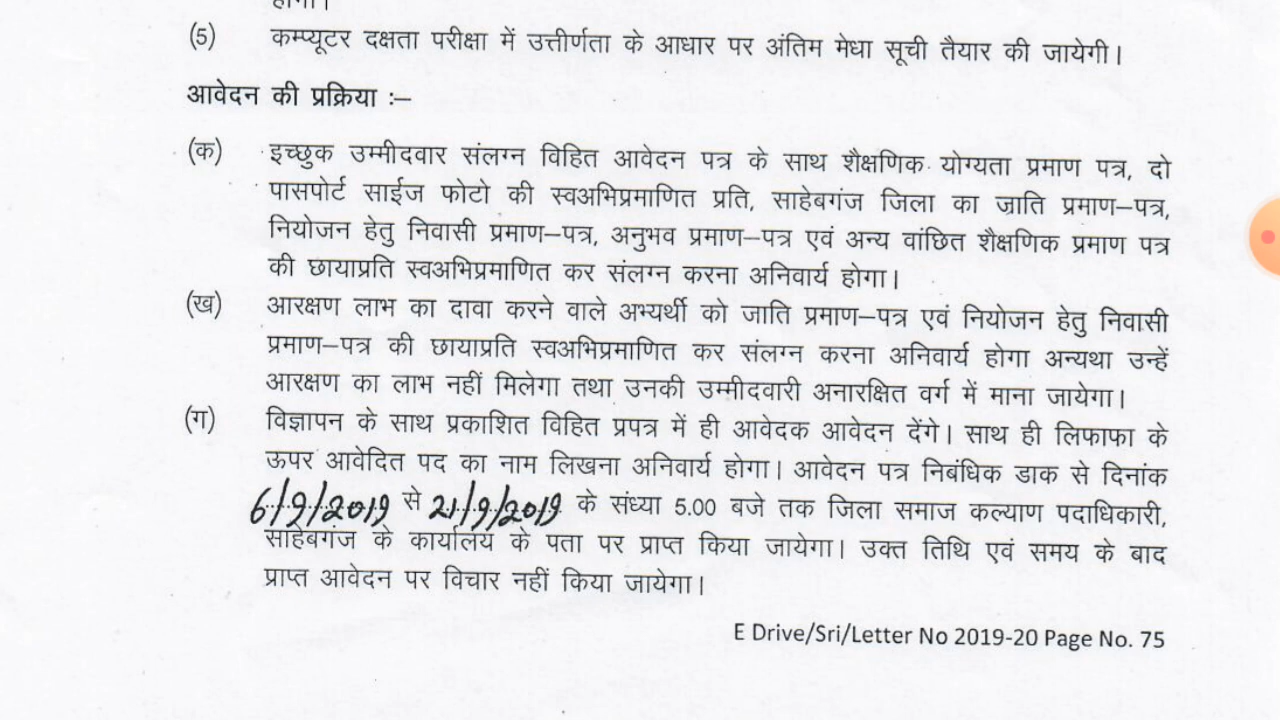 (5) कम्प्यूटर दक्षता परीक्षा में उत्तीर्णता के आधार पर अंतिम मेधा सूची तैयार की जायेगी।
आवेदन की प्रक्रिया :–
(क) इच्छुक उम्मीदवार संलग्न विहित आवेदन पत्र के साथ शैक्षणिक योग्यता प्रमाण पत्र, दो
पासपोर्ट साईज फोटो की स्वअभिप्रमाणित प्रति, साहेबगंज जिला का जाति प्रमाण–पत्र,
नियोजन हेतु निवासी प्रमाण–पत्र, अनुभव प्रमाण–पत्र एवं अन्य वांछित शैक्षणिक प्रमाण पत्र
की छायाप्रति स्वअभिप्रमाणित कर संलग्न करना अनिवार्य होगा।
(ख) आरक्षण लाभ का दावा करने वाले अभ्यर्थी को जाति प्रमाण–पत्र एवं नियोजन हेतु निवासी
प्रमाण–पत्र की छायाप्रति स्वअभिप्रमाणित कर संलग्न करना अनिवार्य होगा अन्यथा उन्हें
आरक्षण का लाभ नहीं मिलेगा तथा उनकी उम्मीदवारी अनारक्षित वर्ग में माना जायेगा।
(ग) विज्ञापन के साथ प्रकाशित विहित प्रपत्र में ही आवेदक आवेदन देंगे। साथ ही लिफाफा के
ऊपर आवेदित पद का नाम लिखना अनिवार्य होगा। आवेदन पत्र निबंधिक डाक से दिनांक
6/9/2019 से 21/9/2019 के संध्या 5.00 बजे तक जिला समाज कल्याण पदाधिकारी,
साहेबगंज के कार्यालय के पता पर प्राप्त किया जायेगा। उक्त तिथि एवं समय के बाद
प्राप्त आवेदन पर विचार नहीं किया जायेगा।
E Drive/Sri/Letter No 2019-20 Page No. 75